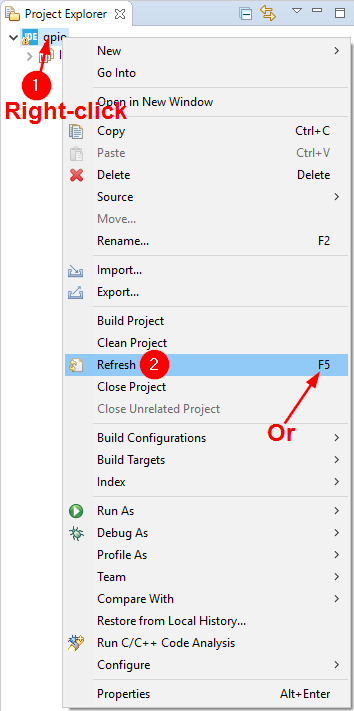 Project Explorer
IDE gpio
New
Go Into
1
Open in New Window
Right-click
Copy Ctrl+C
Paste Ctrl+V
Delete Delete
Source
Move...
Rename... F2
Import...
Export...
Build Project
Clean Project
Refresh 2 F5
Close Project
Close Unrelated Project
Or
Build Configurations
Build Targets
Index
Run As
Debug As
Profile As
Team
Compare With
Restore from Local History...
Run C/C++ Code Analysis
Configure
Properties Alt+Enter